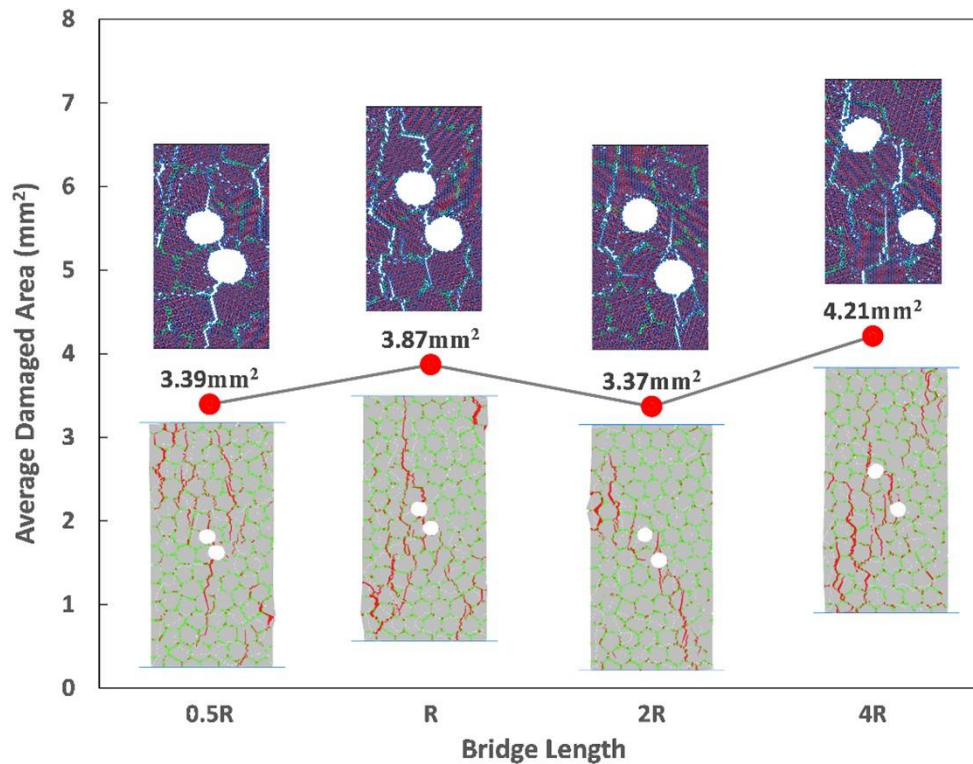 8
7
6
5
4
3
2
1
0
Average Damaged Area (mm²)
3.39mm²
3.87mm²
3.37mm²
4.21mm²
0.5R
R
2R
4R
Bridge Length